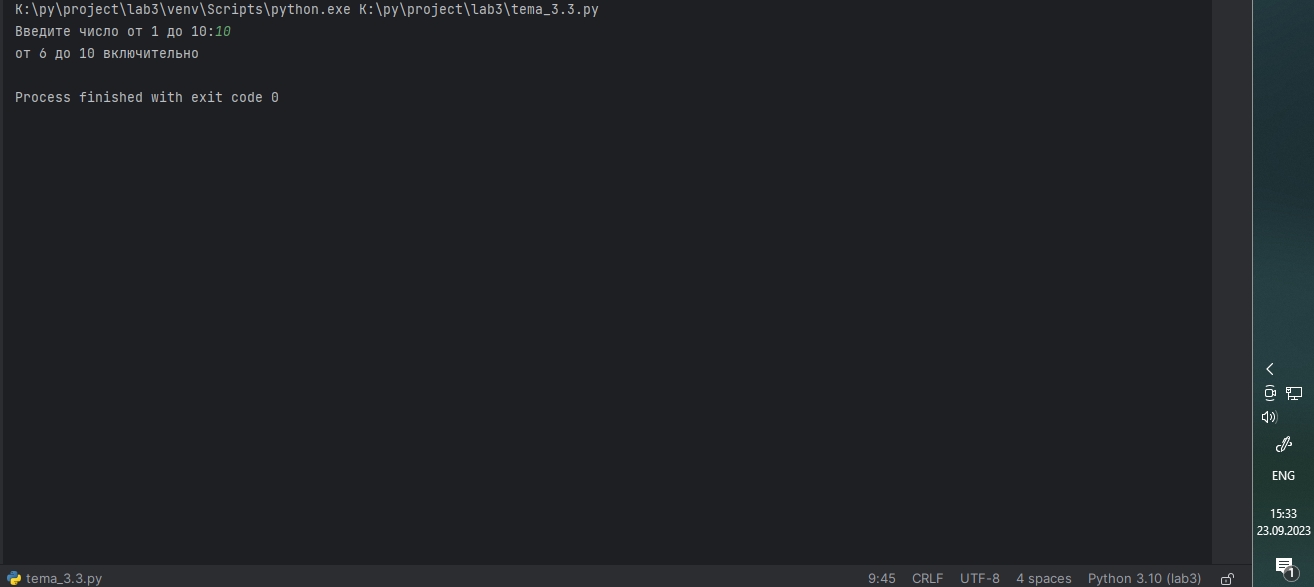 K:\py\project\lab3\venv\Scripts\python.exe K:\py\project\lab3\tema_3.3.py
Введите число от 1 до 10:10
от 6 до 10 включительно
Process finished with exit code 0
ENG
15:33
23.09.2023
1
tema_3.3.py
9:45 CRLF UTF-8 4 spaces Python 3.10 (lab3)